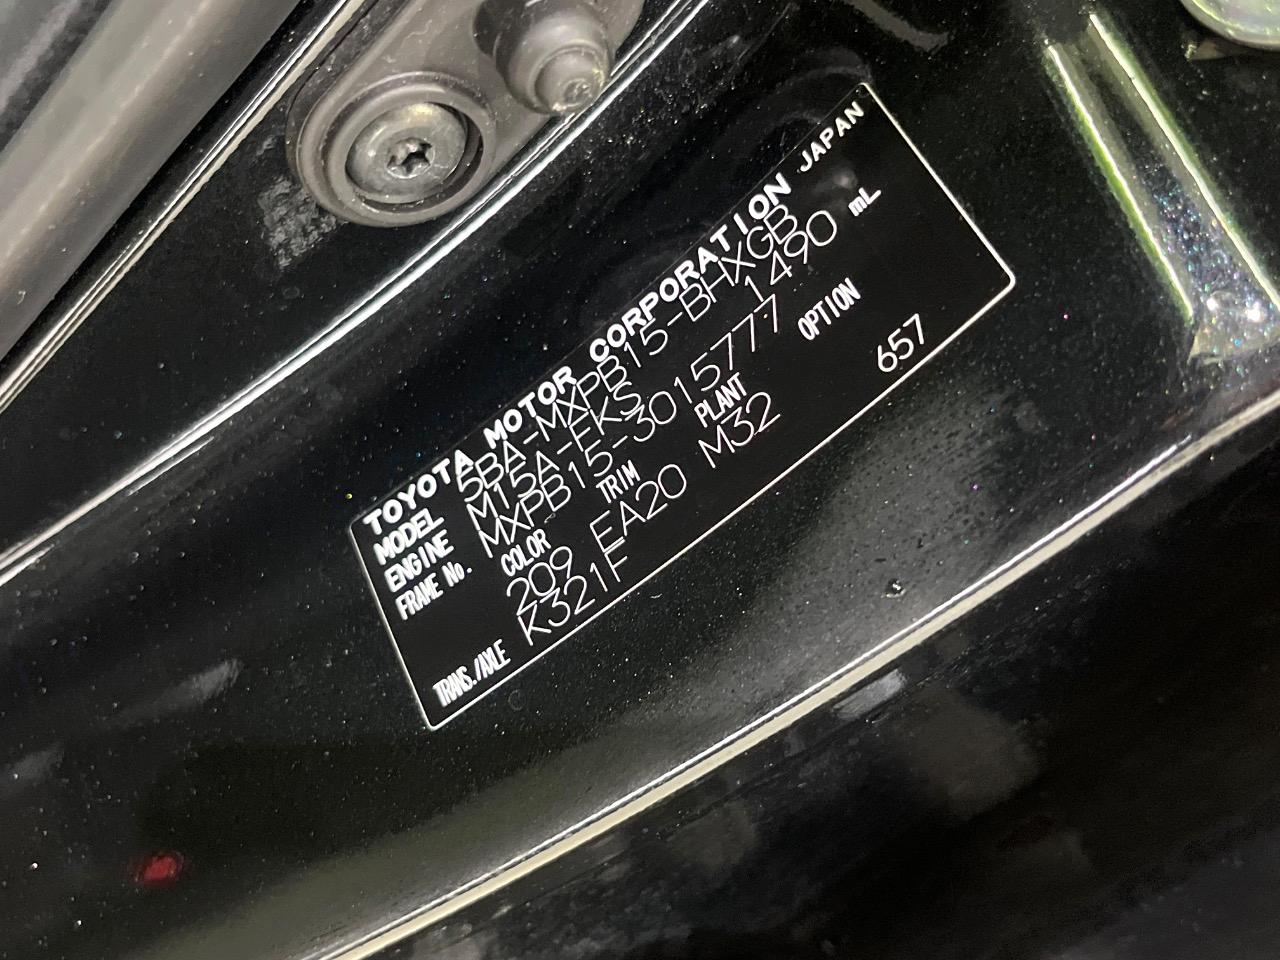 TOYOTA MOTOR CORPORATION JAPAN
MODEL 5BA-MXPB15-BHXGB
ENGINE M15A-FKS 1490 mL
FRAME No. MXPB15-3015777
COLOR TRIM PLANT OPTION
209 EA20 M32 657
TRANS./AXLE K321F